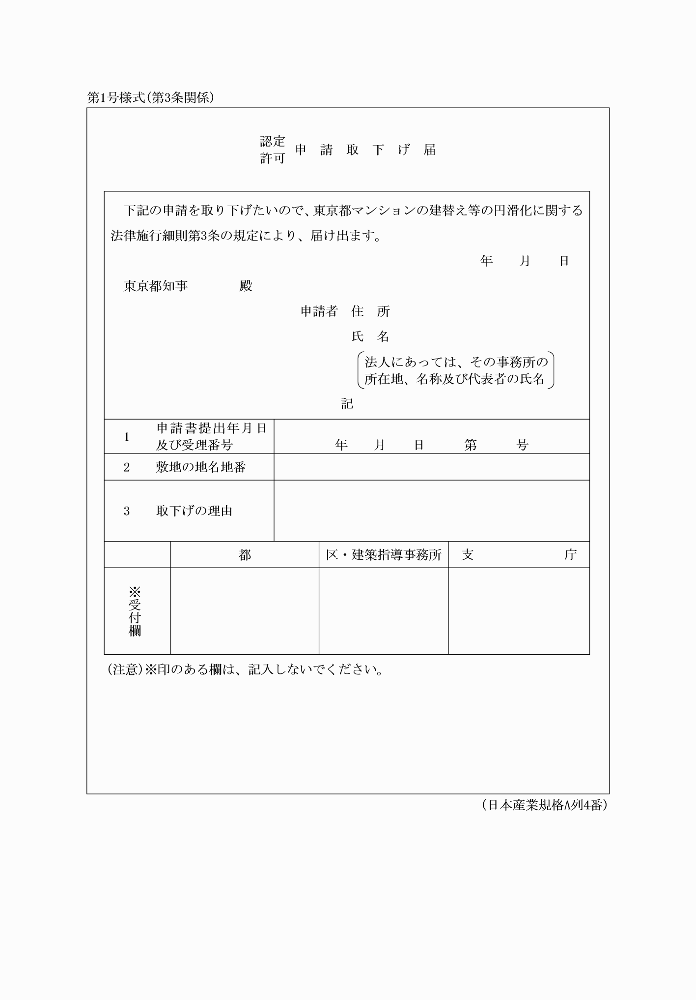 第1号様式(第3条関係)
認定
許可
申　請　取　下　げ　届
下記の申請を取り下げたいので、東京都マンションの建替え等の円滑化に関する
法律施行細則第3条の規定により、届け出ます。
年　　月　　日
東京都知事　　　　殿
申請者　住　所
氏　名
法人にあっては、その事務所の
所在地、名称及び代表者の氏名
記
1　申請書提出年月日
及び受理番号
年　　月　　日　　　第　　　号
2　敷地の地名地番
3　取下げの理由
都　区・建築指導事務所　支　　　　　　　庁
※受付欄
(注意)※印のある欄は、記入しないでください。
(日本産業規格A列4番)